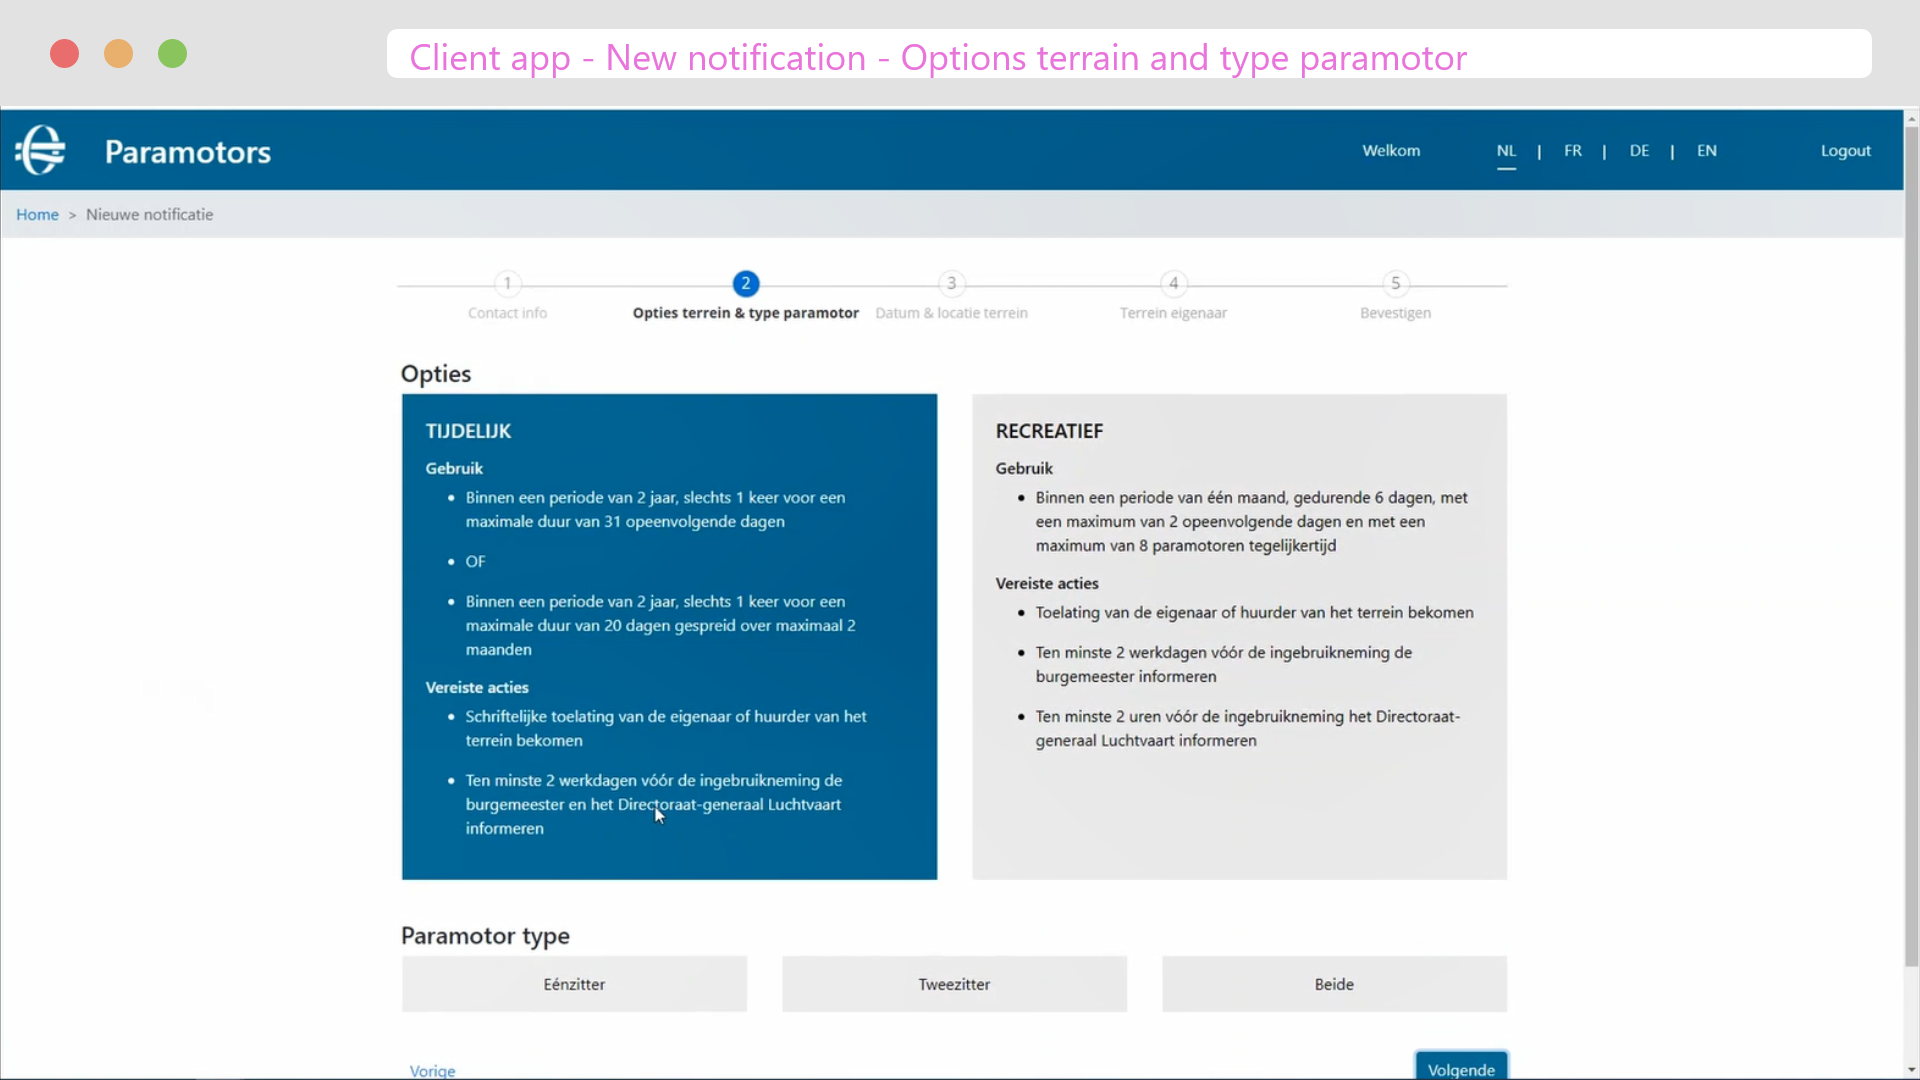 Client app - New notification - Options terrain and type paramotor
Paramotors
Welkom
NL | FR | DE | EN
Logout
Home > Nieuwe notificatie
1
Contact info
2
Opties terrein & type paramotor
3
Datum & locatie terrein
4
Terrein eigenaar
5
Bevestigen
Opties
TIJDELIJK
Gebruik
• Binnen een periode van 2 jaar, slechts 1 keer voor een
maximale duur van 31 opeenvolgende dagen
• OF
• Binnen een periode van 2 jaar, slechts 1 keer voor een
maximale duur van 20 dagen gespreid over maximaal 2
maanden
Vereiste acties
• Schriftelijke toelating van de eigenaar of huurder van het
terrein bekomen
• Ten minste 2 werkdagen vóór de ingebruikneming de
burgemeester en het Directoraat-generaal Luchtvaart
informeren
RECREATIEF
Gebruik
• Binnen een periode van één maand, gedurende 6 dagen, met
een maximum van 2 opeenvolgende dagen en met een
maximum van 8 paramotoren tegelijkertijd
Vereiste acties
• Toelating van de eigenaar of huurder van het terrein bekomen
• Ten minste 2 werkdagen vóór de ingebruikneming de
burgemeester informeren
• Ten minste 2 uren vóór de ingebruikneming het Directoraat-
generaal Luchtvaart informeren
Paramotor type
Eénzitter
Tweezitter
Beide
Vorige
Volgende